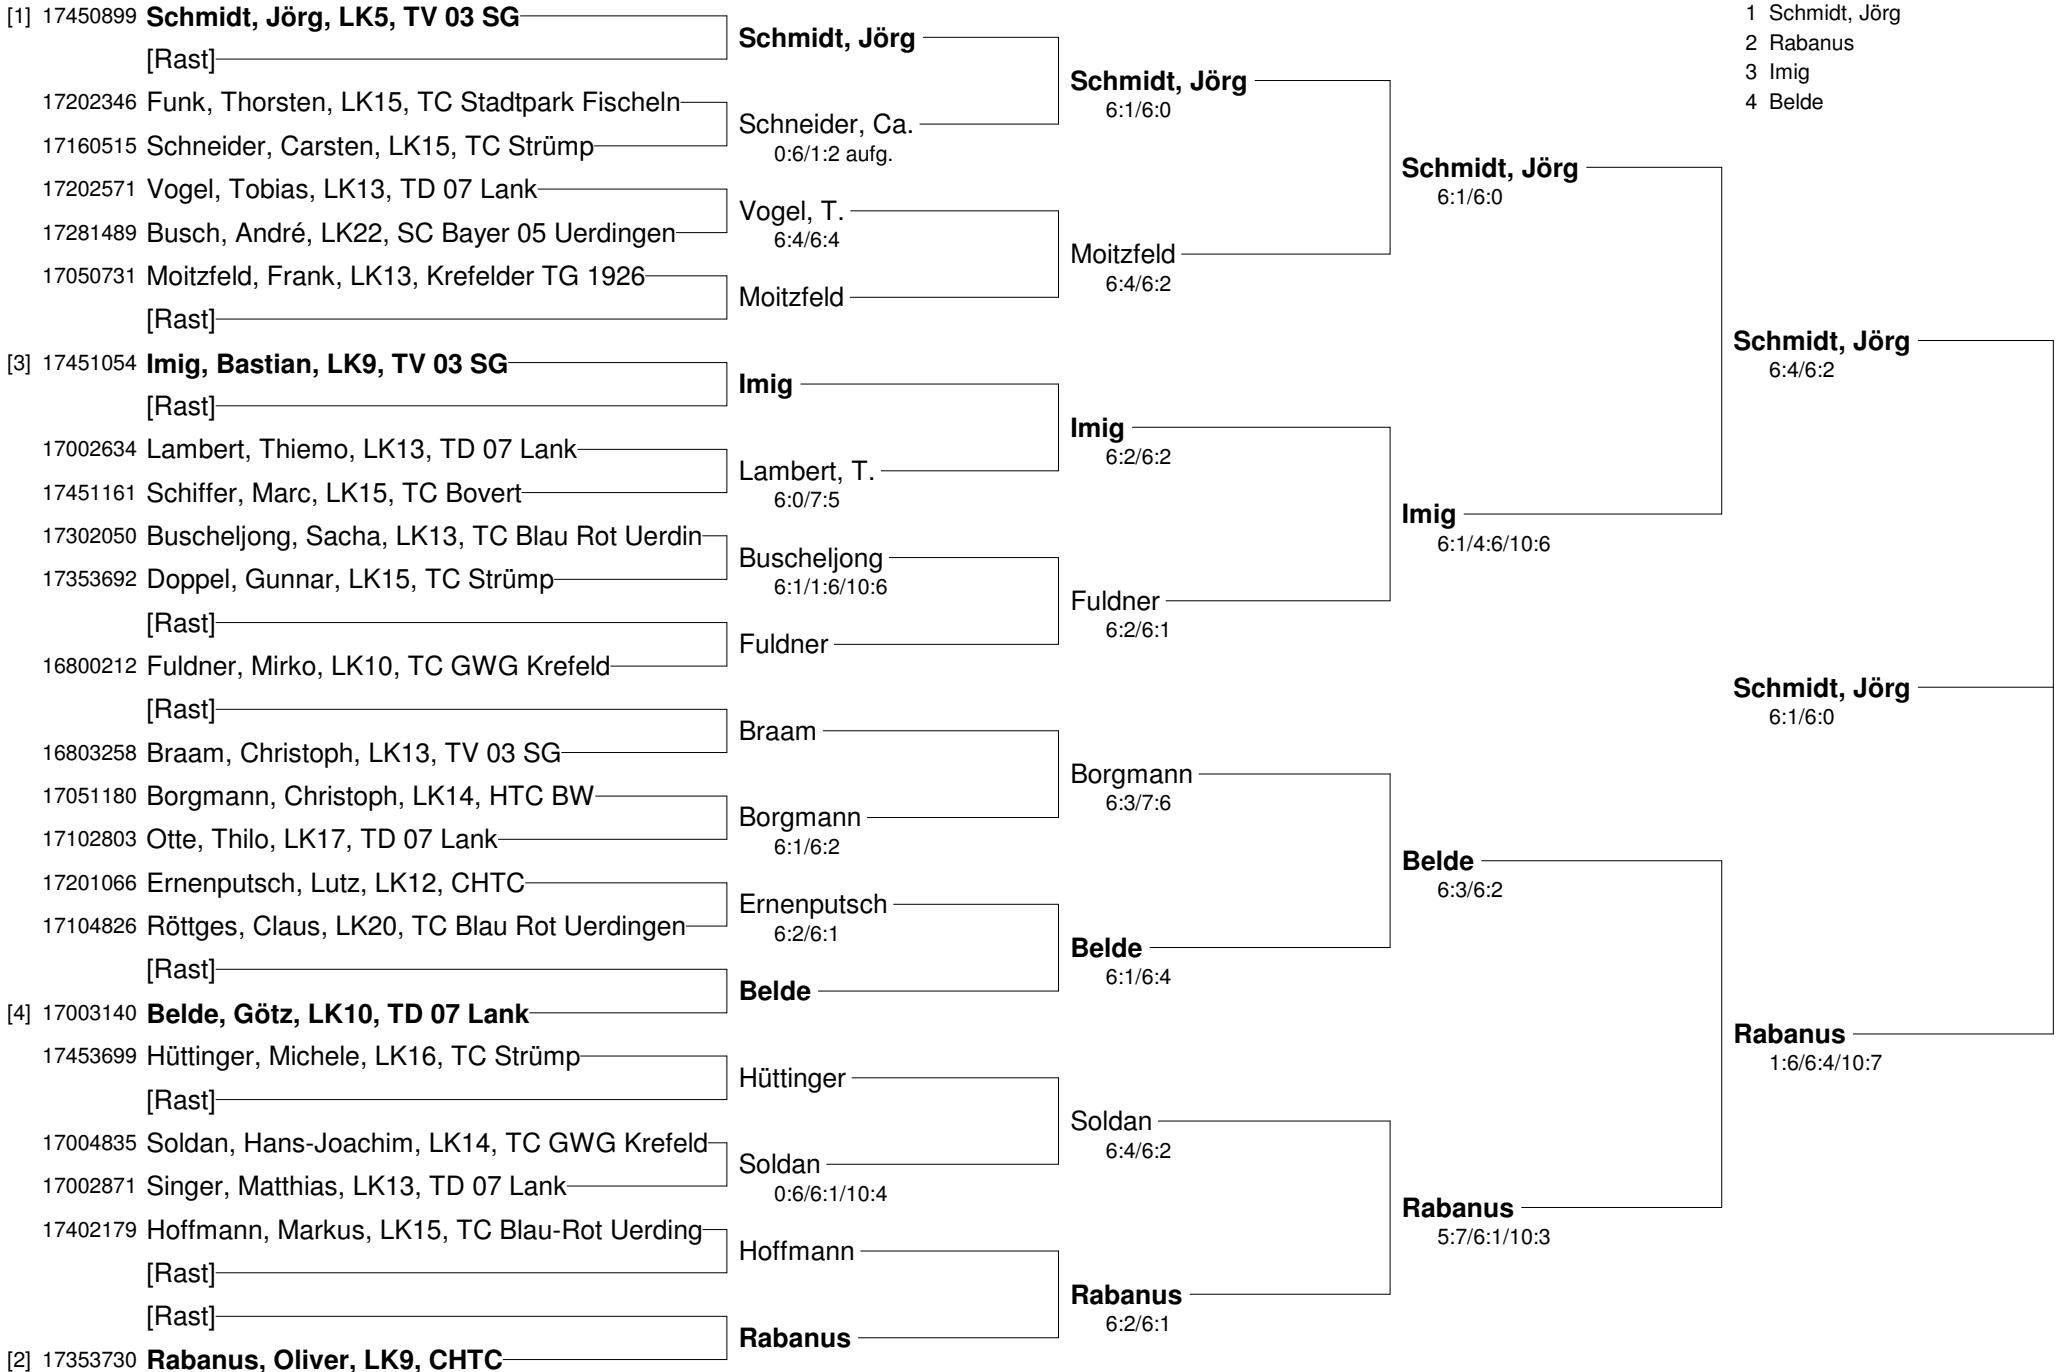 [1] 17450899 Schmidt, Jörg, LK5, TV 03 SG
[Rast]
17202346 Funk, Thorsten, LK15, TC Stadtpark Fischeln
17160515 Schneider, Carsten, LK15, TC Strümp
17202571 Vogel, Tobias, LK13, TD 07 Lank
17281489 Busch, André, LK22, SC Bayer 05 Uerdingen
17050731 Moitzfeld, Frank, LK13, Krefelder TG 1926
[Rast]
[3] 17451054 Imig, Bastian, LK9, TV 03 SG
[Rast]
17002634 Lambert, Thiemo, LK13, TD 07 Lank
17451161 Schiffer, Marc, LK15, TC Bovert
17302050 Buscheljong, Sacha, LK13, TC Blau Rot Uerdin
17353692 Doppel, Gunnar, LK15, TC Strümp
[Rast]
16800212 Fuldner, Mirko, LK10, TC GWG Krefeld
[Rast]
16803258 Braam, Christoph, LK13, TV 03 SG
17051180 Borgmann, Christoph, LK14, HTC BW
17102803 Otte, Thilo, LK17, TD 07 Lank
17201066 Ernenputsch, Lutz, LK12, CHTC
17104826 Röttges, Claus, LK20, TC Blau Rot Uerdingen
[Rast]
[4] 17003140 Belde, Götz, LK10, TD 07 Lank
17453699 Hüttinger, Michele, LK16, TC Strümp
[Rast]
17004835 Soldan, Hans-Joachim, LK14, TC GWG Krefeld
17002871 Singer, Matthias, LK13, TD 07 Lank
17402179 Hoffmann, Markus, LK15, TC Blau-Rot Uerding
[Rast]
[Rast]
[2] 17353730 Rabanus, Oliver, LK9, CHTC
Schmidt, Jörg
Schneider, Ca.
0:6/1:2 aufg.
Vogel, T.
6:4/6:4
Moitzfeld
Imig
Lambert, T.
6:0/7:5
Buscheljong
6:1/1:6/10:6
Fuldner
Braam
Borgmann
6:1/6:2
Ernenputsch
6:2/6:1
Belde
Hüttinger
Soldan
0:6/6:1/10:4
Hoffmann
Rabanus
Schmidt, Jörg
6:1/6:0
Moitzfeld
6:4/6:2
Imig
6:2/6:2
Fuldner
6:2/6:1
Borgmann
6:3/7:6
Belde
6:1/6:4
Soldan
6:4/6:2
Rabanus
6:2/6:1
Schmidt, Jörg
6:1/6:0
Imig
6:1/4:6/10:6
Belde
6:3/6:2
Rabanus
5:7/6:1/10:3
Schmidt, Jörg
6:4/6:2
Schmidt, Jörg
6:1/6:0
Rabanus
1:6/6:4/10:7
1 Schmidt, Jörg
2 Rabanus
3 Imig
4 Belde